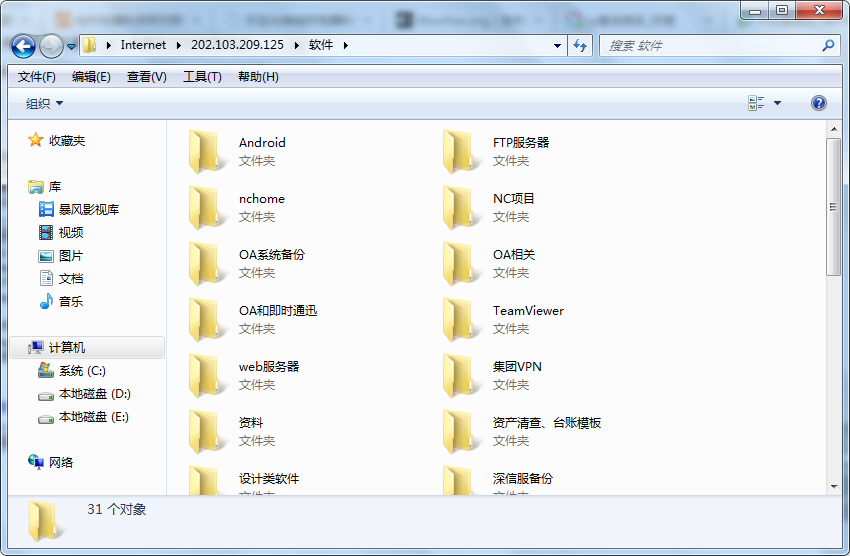 Internet 202.103.209.125 软件
搜索 软件
文件(F) 编辑(E) 查看(V) 工具(T) 帮助(H)
组织
收藏夹
库
暴风影视库
视频
图片
文档
音乐
计算机
系统 (C:)
本地磁盘 (D:)
本地磁盘 (E:)
网络
Android
文件夹
FTP服务器
文件夹
nchome
文件夹
NC项目
文件夹
OA系统备份
文件夹
OA相关
文件夹
OA和即时通迅
文件夹
TeamViewer
文件夹
web服务器
文件夹
集团VPN
文件夹
资料
文件夹
资产清查、台账模板
文件夹
设计类软件
文件夹
深信服备份
文件夹
31 个对象